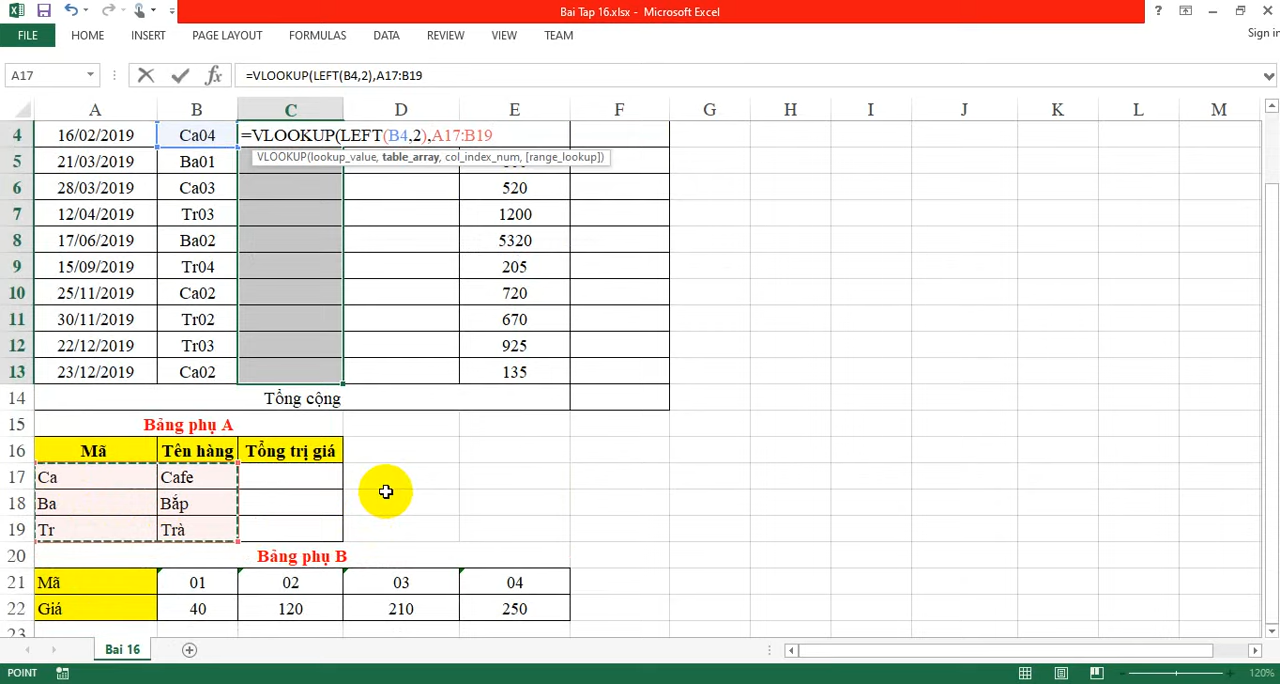 Bai Tap 16.xlsx - Microsoft Excel
FILE HOME INSERT PAGE LAYOUT FORMULAS DATA REVIEW VIEW TEAM Sign in
A17 fx =VLOOKUP(LEFT(B4,2),A17:B19
A B C D E F G H I J K L M
4 16/02/2019 Ca04 =VLOOKUP(LEFT(B4,2),A17:B19
VLOOKUP(lookup_value, table_array, col_index_num, [range_lookup])
5 21/03/2019 Ba01
6 28/03/2019 Ca03 520
7 12/04/2019 Tr03 1200
8 17/06/2019 Ba02 5320
9 15/09/2019 Tr04 205
10 25/11/2019 Ca02 720
11 30/11/2019 Tr02 670
12 22/12/2019 Tr03 925
13 23/12/2019 Ca02 135
14 Tổng cộng
15 Bảng phụ A
16 Mã Tên hàng Tổng trị giá
17 Ca Cafe
18 Ba Bắp
19 Tr Trà
20 Bảng phụ B
21 Mã 01 02 03 04
22 Giá 40 120 210 250
23
Bai 16
POINT 120%